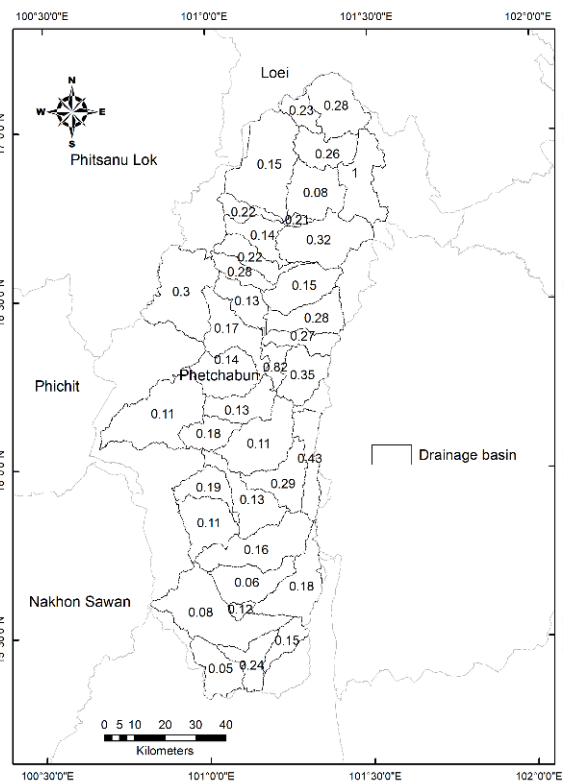 100°30'0"E 101°0'0"E 101°30'0"E 102°0'0"E
Loei
N
W E
S
Phitsanu Lok
0.23 0.28
0.26
0.15
1
0.08
0.22
0.21
0.14 0.32
0.22
0.28
0.15
0.3
0.13
0.28
0.17
0.27
0.14
0.82
Phetchabun
0.35
Phichit
0.11
0.13
0.18
0.11
Drainage basin
0.43
0.19 0.29
0.13
0.11
0.16
0.06
0.18
Nakhon Sawan
0.08 0.12
0.15
0.05 0.24
0 5 10 20 30 40
Kilometers
100°30'0"E 101°0'0"E 101°30'0"E 102°0'0"E